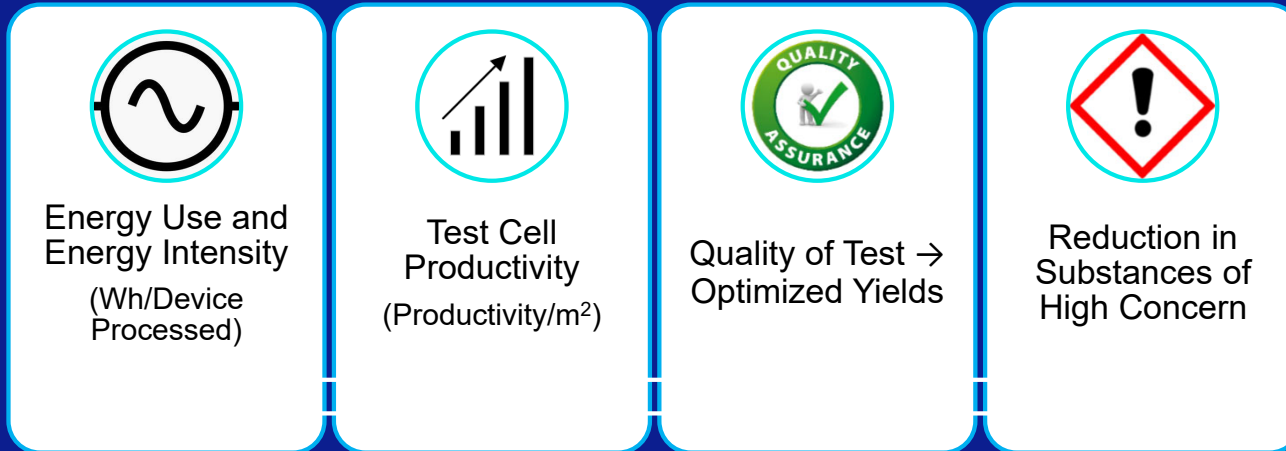 Energy Use and
Energy Intensity
(Wh/Device
Processed)
Test Cell
Productivity
(Productivity/m²)
QUALITY
ASSURANCE
Quality of Test →
Optimized Yields
Reduction in
Substances of
High Concern